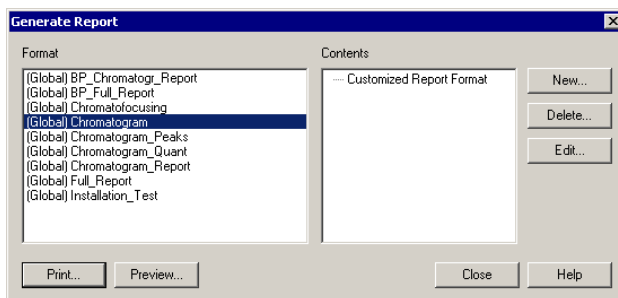 Generate Report
Format
Contents
(Global) BP_Chromatogr_Report
(Global) BP_Full_Report
(Global) Chromatofocusing
(Global) Chromatogram
(Global) Chromatogram_Peaks
(Global) Chromatogram_Quant
(Global) Chromatogram_Report
(Global) Full_Report
(Global) Installation_Test
Customized Report Format
New...
Delete...
Edit...
Print...
Preview...
Close
Help